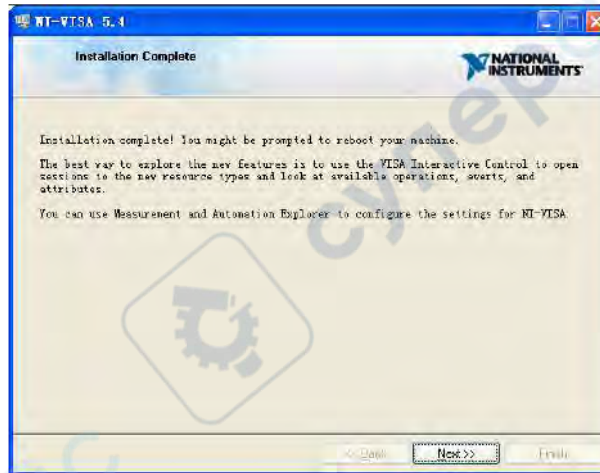 NI-VISA 5.4
Installation Complete
NATIONAL
INSTRUMENTS
Installation complete! You might be prompted to reboot your machine.
The best way to explore the new features is to use the VISA Interactive Control to open
sessions to the new resource types and look at available operations, events, and
attributes.
You can use Measurement and Automation Explorer to configure the settings for NI-VISA
<< Back
Next >>
Finish